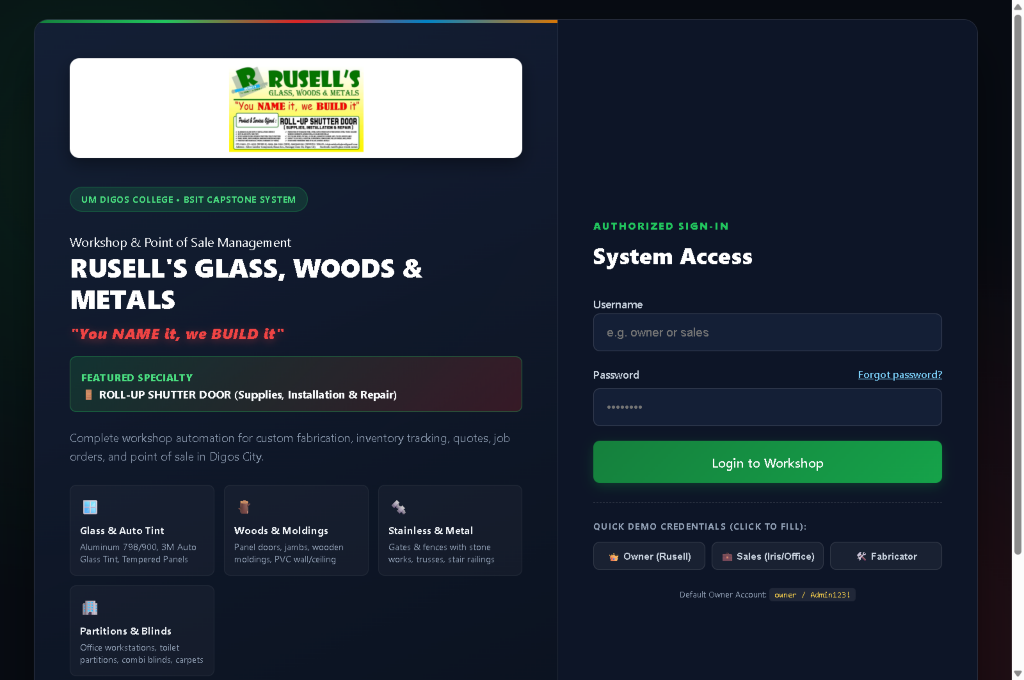 RUSELL'S
GLASS, WOODS & METALS
"You NAME it, we BUILD it"
Product & Services Offered :
ROLL-UP SHUTTER DOOR
(SUPPLIES, INSTALLATION & REPAIR)
UM DIGOS COLLEGE • BSIT CAPSTONE SYSTEM
Workshop & Point of Sale Management
RUSELL'S GLASS, WOODS &
METALS
"You NAME it, we BUILD it"
FEATURED SPECIALTY
ROLL-UP SHUTTER DOOR (Supplies, Installation & Repair)
Complete workshop automation for custom fabrication, inventory tracking, quotes, job
orders, and point of sale in Digos City.
Glass & Auto Tint
Aluminum 798/900, 3M Auto
Glass Tint, Tempered Panels
Woods & Moldings
Panel doors, jambs, wooden
moldings, PVC wall/ceiling
Stainless & Metal
Gates & fences with stone
works, trusses, stair railings
Partitions & Blinds
Office workstations, toilet
partitions, combi blinds, carpets
AUTHORIZED SIGN-IN
System Access
Username
e.g. owner or sales
Password
Forgot password?
••••••••
Login to Workshop
QUICK DEMO CREDENTIALS (CLICK TO FILL):
Owner (Rusell)
Sales (Iris/Office)
Fabricator
Default Owner Account: owner / Admin123!